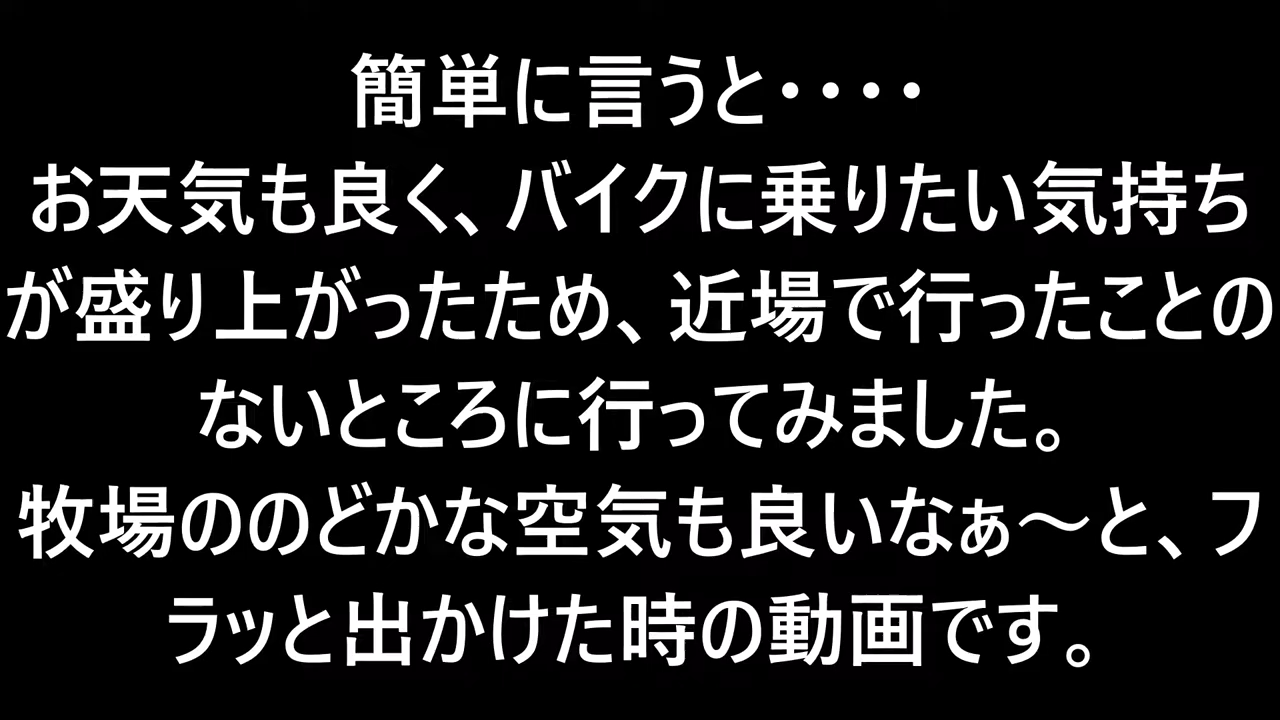 簡単に言うと････
お天気も良く、バイクに乗りたい気持ち
が盛り上がったため、近場で行ったことの
ないところに行ってみました。
牧場ののどかな空気も良いなぁ～と、フ
ラッと出かけた時の動画です。